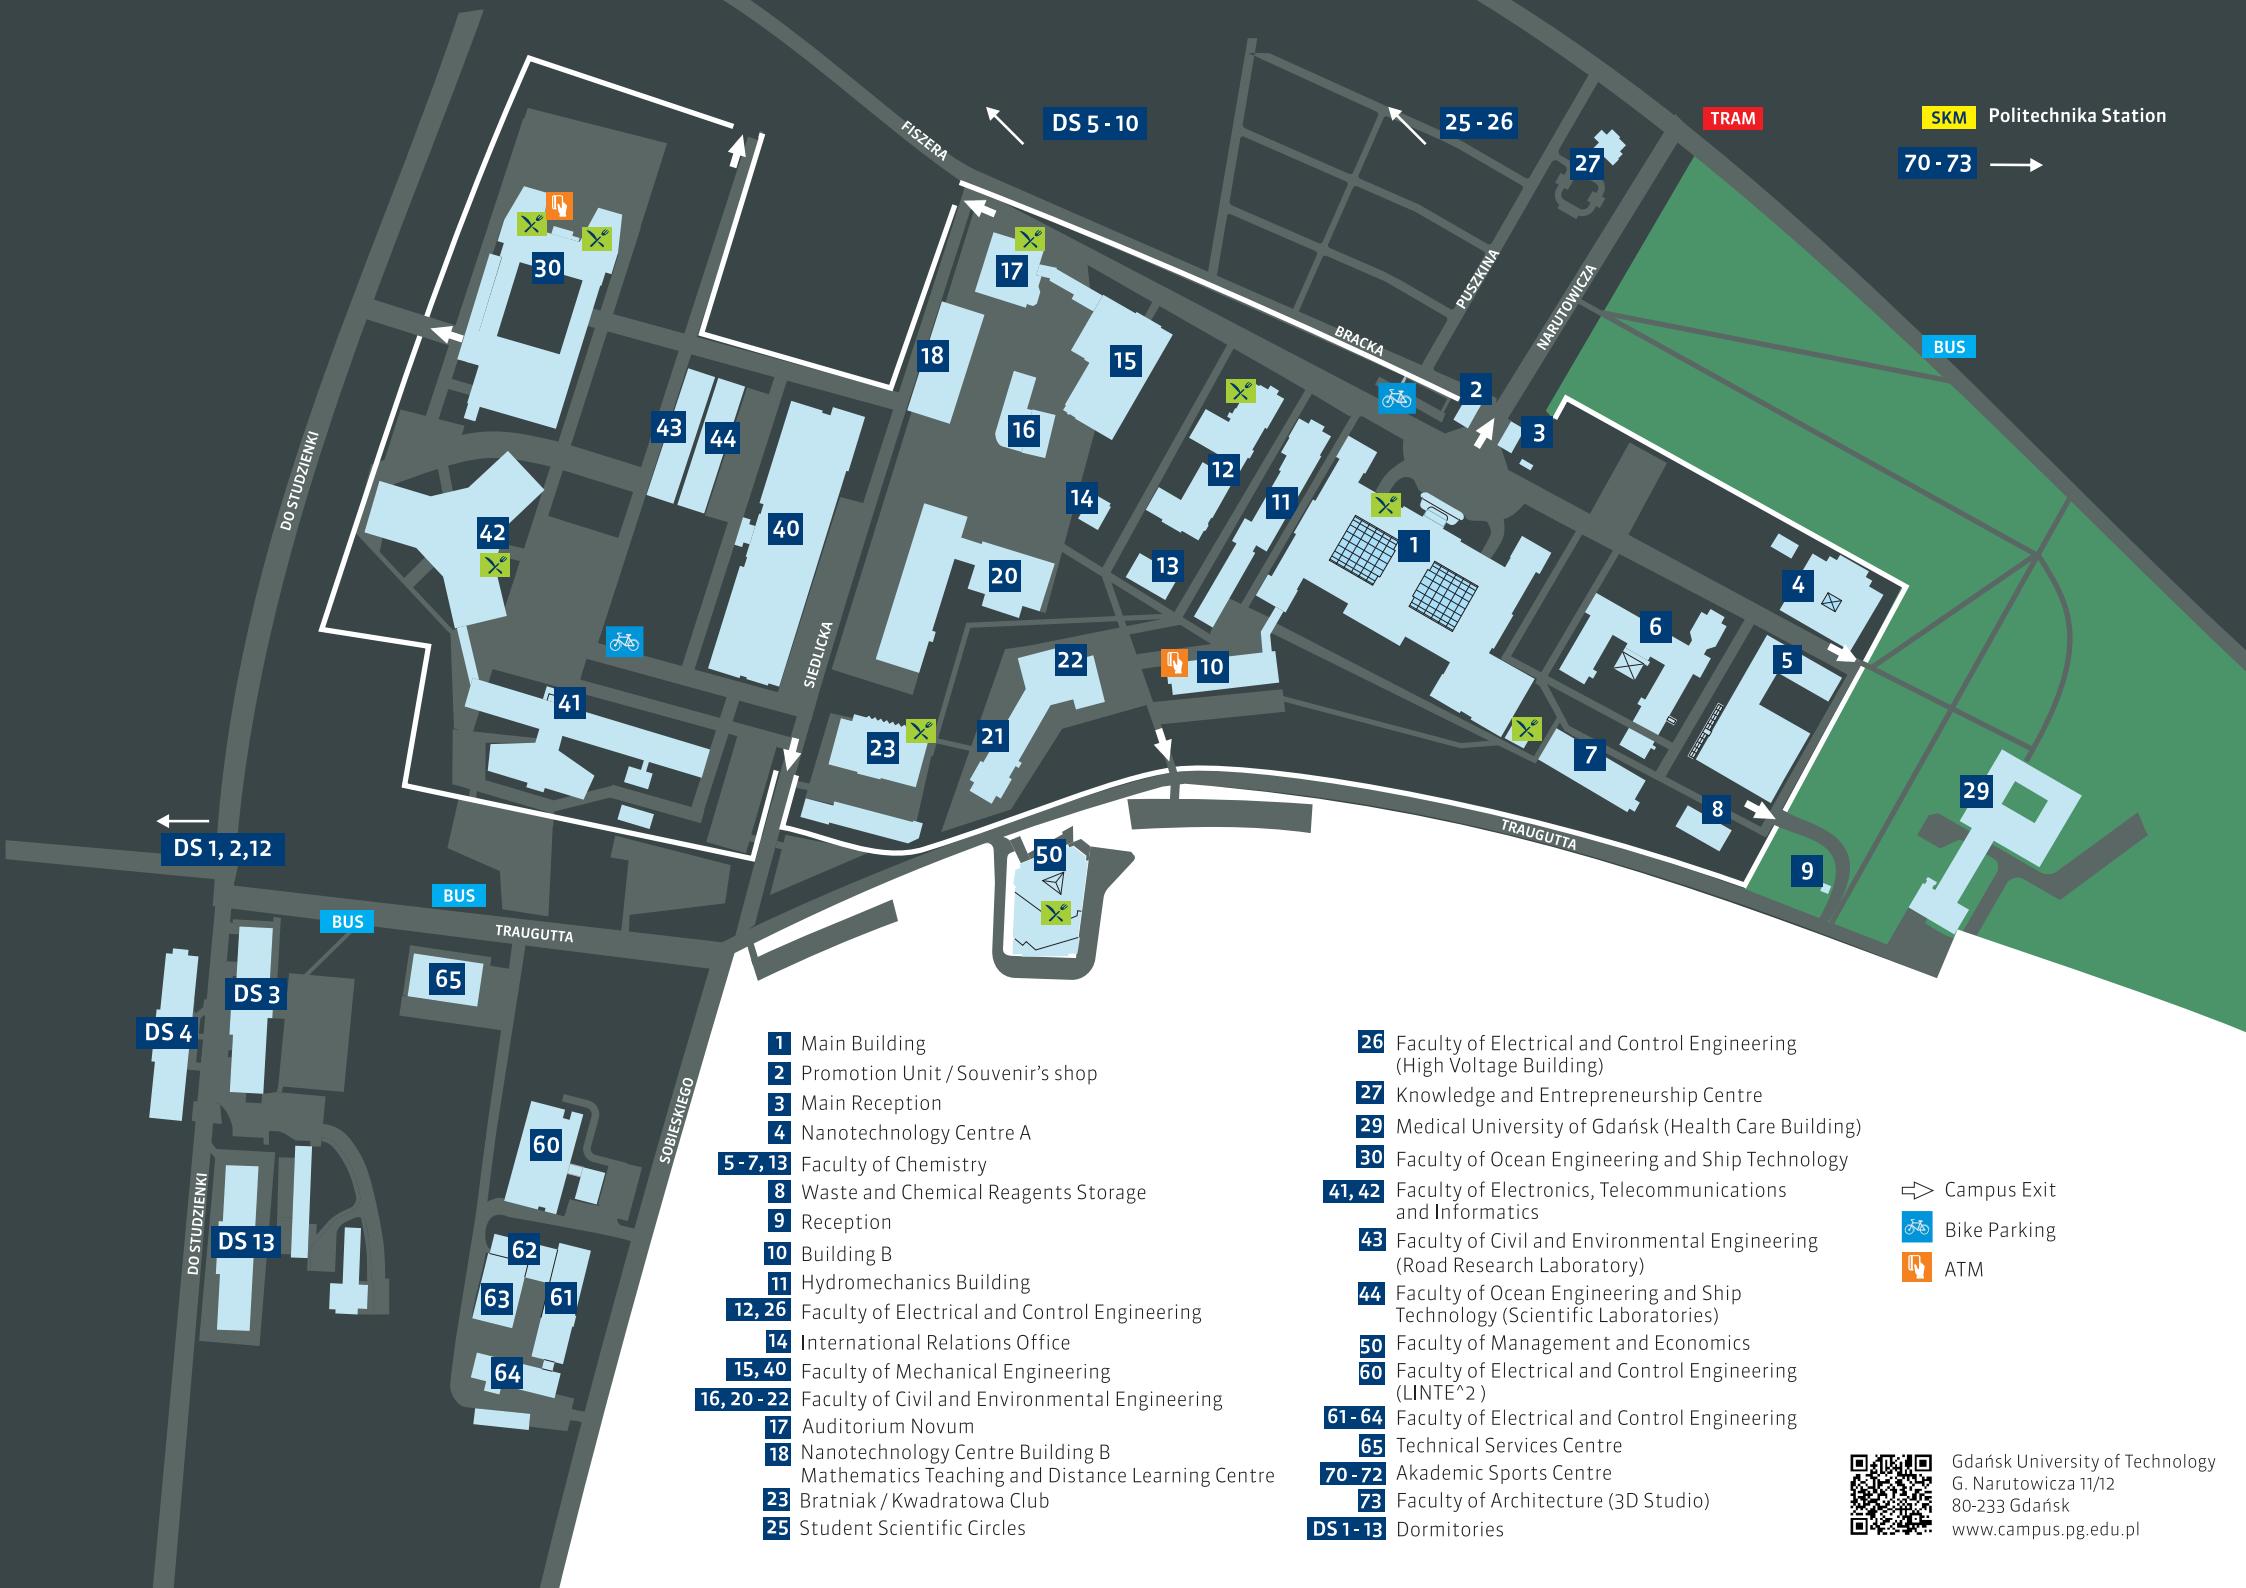 FISZERA
DS 5 - 10
25 - 26
TRAM
SKM Politechnika Station
70 - 73
27
PUSZKINA
NARUTOWICZA
BRACKA
BUS
30
17
18
15
16
43
44
2
3
12
11
14
42
40
1
13
20
4
6
5
DO STUDZIENKI
SIEDLICKA
22
10
41
23
21
7
8
29
9
50
TRAUGUTTA
DS 1, 2,12
BUS
BUS
TRAUGUTTA
65
DS 3
DS 4
SOBIESKIEGO
60
DO STUDZIENKI
DS 13
62
63
61
64
1 Main Building
2 Promotion Unit / Souvenir's shop
3 Main Reception
4 Nanotechnology Centre A
5 - 7, 13 Faculty of Chemistry
8 Waste and Chemical Reagents Storage
9 Reception
10 Building B
11 Hydromechanics Building
12, 26 Faculty of Electrical and Control Engineering
14 International Relations Office
15, 40 Faculty of Mechanical Engineering
16, 20 - 22 Faculty of Civil and Environmental Engineering
17 Auditorium Novum
18 Nanotechnology Centre Building B
Mathematics Teaching and Distance Learning Centre
23 Bratniak / Kwadratowa Club
25 Student Scientific Circles
26 Faculty of Electrical and Control Engineering
(High Voltage Building)
27 Knowledge and Entrepreneurship Centre
29 Medical University of Gdańsk (Health Care Building)
30 Faculty of Ocean Engineering and Ship Technology
41, 42 Faculty of Electronics, Telecommunications
and Informatics
43 Faculty of Civil and Environmental Engineering
(Road Research Laboratory)
44 Faculty of Ocean Engineering and Ship
Technology (Scientific Laboratories)
50 Faculty of Management and Economics
60 Faculty of Electrical and Control Engineering
(LINTE^2 )
61 - 64 Faculty of Electrical and Control Engineering
65 Technical Services Centre
70 - 72 Akademic Sports Centre
73 Faculty of Architecture (3D Studio)
DS 1 - 13 Dormitories
Campus Exit
Bike Parking
ATM
Gdańsk University of Technology
G. Narutowicza 11/12
80-233 Gdańsk
www.campus.pg.edu.pl